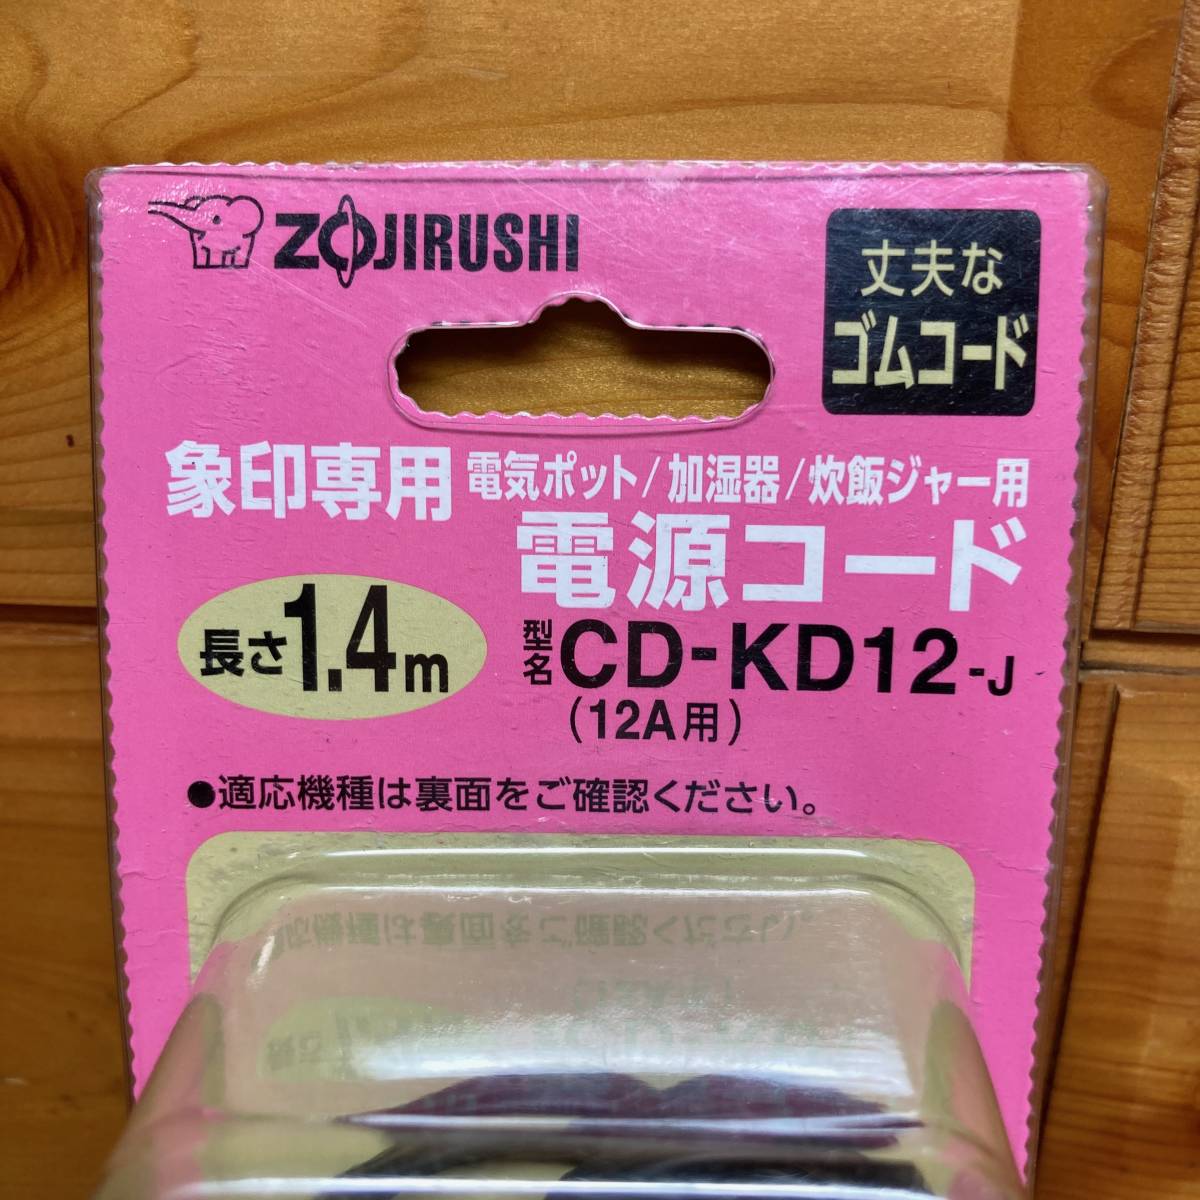 ZOJIRUSHI
丈夫な
ゴムコード
象印専用 電気ポット/加湿器/炊飯ジャー用
電源コード
長さ1.4m
型名 CD-KD12-J
(12A用)
●適応機種は裏面をご確認ください。